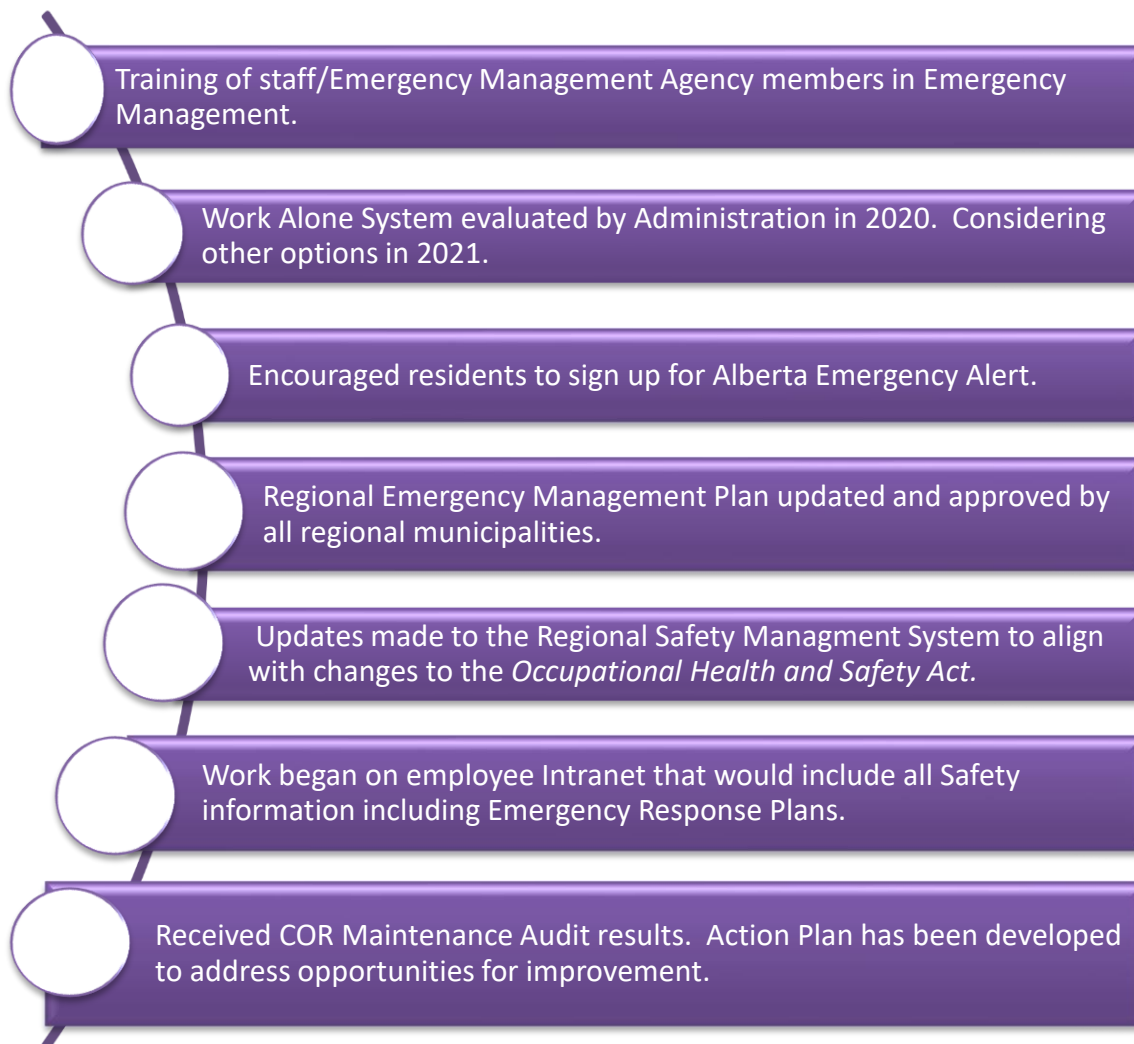 Training of staff/Emergency Management Agency members in Emergency
Management.
Work Alone System evaluated by Administration in 2020.  Considering
other options in 2021.
Encouraged residents to sign up for Alberta Emergency Alert.
Regional Emergency Management Plan updated and approved by
all regional municipalities.
Updates made to the Regional Safety Managment System to align
with changes to the Occupational Health and Safety Act.
Work began on employee Intranet that would include all Safety
information including Emergency Response Plans.
Received COR Maintenance Audit results.  Action Plan has been developed
to address opportunities for improvement.